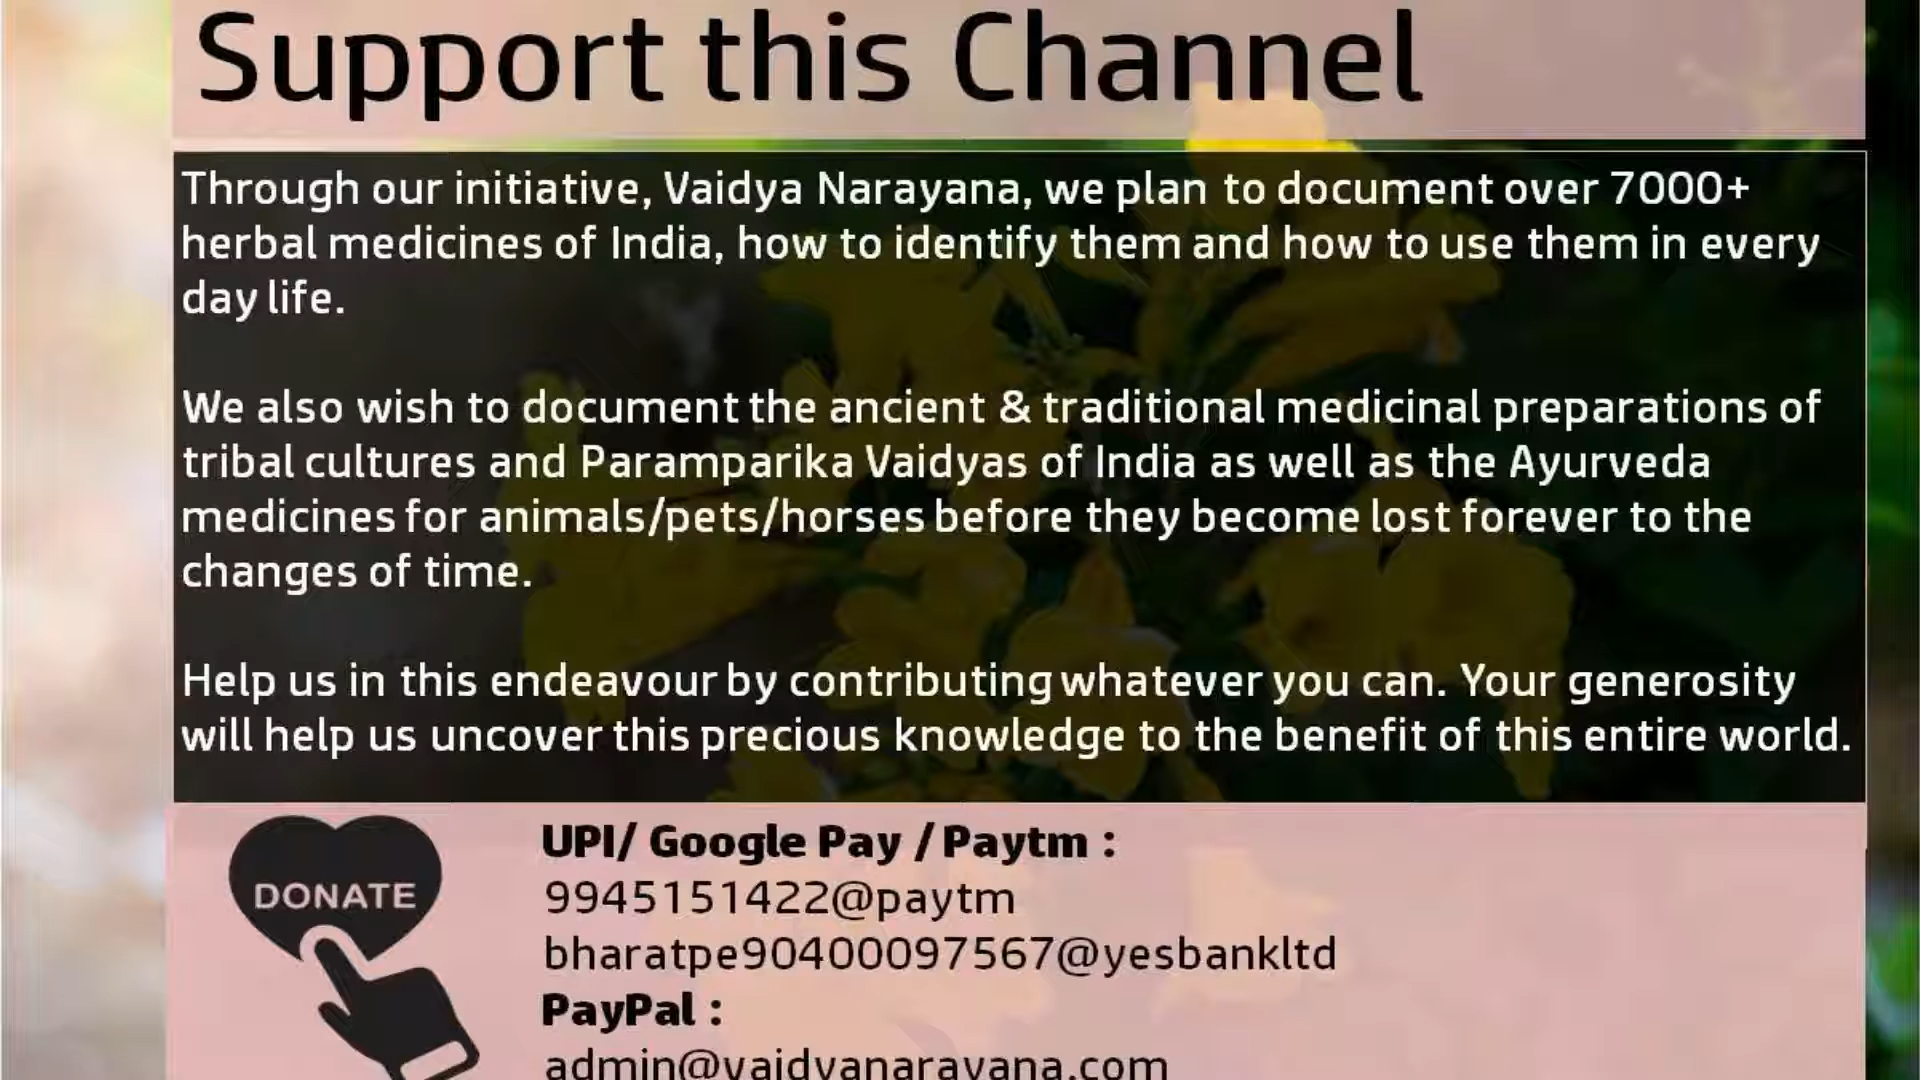 Support this Channel
Through our initiative, Vaidya Narayana, we plan to document over 7000+
herbal medicines of India, how to identify them and how to use them in every
day life.
We also wish to document the ancient & traditional medicinal preparations of
tribal cultures and Paramparika Vaidyas of India as well as the Ayurveda
medicines for animals/pets/horses before they become lost forever to the
changes of time.
Help us in this endeavour by contributing whatever you can. Your generosity
will help us uncover this precious knowledge to the benefit of this entire world.
DONATE
UPI/ Google Pay / Paytm :
9945151422@paytm
bharatpe90400097567@yesbankltd
PayPal :
admin@vaidyanarayana.com